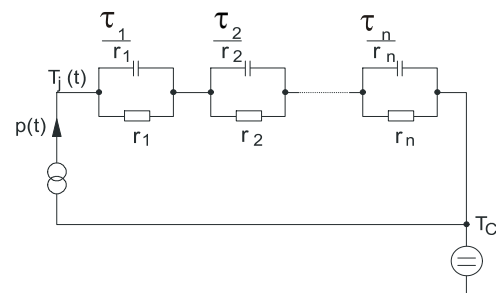 τ1 τ2 τn
r1 r2 rn
Tj(t)
p(t)
r1 r2 rn
TC